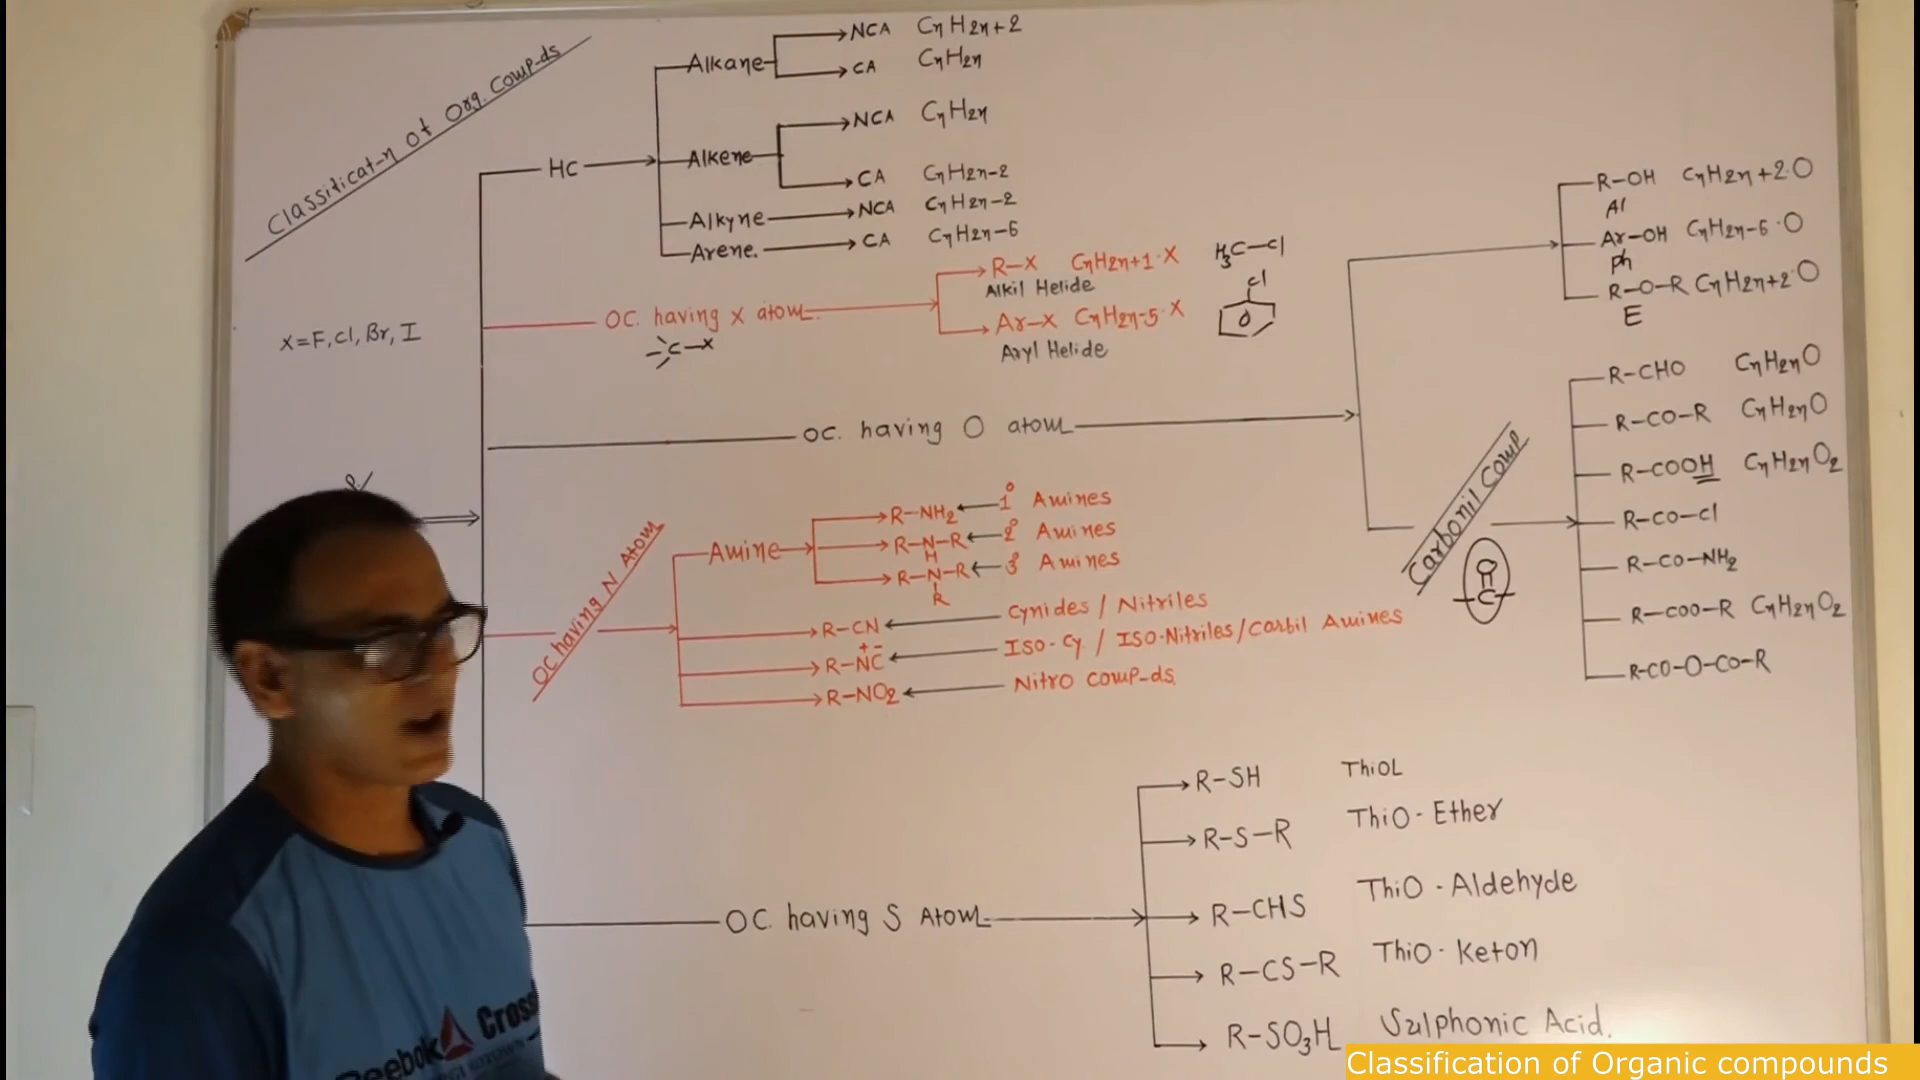 Classificat-n of Org. Comp-ds
HC
Alkane
NCA CnH2n+2
CA CnH2n
Alkene
NCA CnH2n
CA CnH2n-2
Alkyne NCA CnH2n-2
Arene. CA CnH2n-6
X=F, Cl, Br, I
OC. having X atom
-C-X
R-X CnH2n+1·X H3C-Cl
Alkil Helide
Ar-X CnH2n-5·X Cl
Aryl Helide
OC. having O atom
R-OH CnH2n+2·O
Al
Ar-OH CnH2n-6·O
Ph
R-O-R CnH2n+2·O
E
Carbonil Comp
O
-C-
R-CHO CnH2nO
R-CO-R CnH2nO
R-COOH CnH2nO2
R-CO-Cl
R-CO-NH2
R-COO-R CnH2nO2
R-CO-O-CO-R
OC having N Atom
Amine
R-NH2 1° Amines
R-N-R 2° Amines
H
R-N-R 3° Amines
R
R-CN Cynides / Nitriles
R-N+C- Iso-Cy / ISO-Nitriles/Carbil Amines
R-NO2 Nitro comp-ds
OC. having S Atom
R-SH ThiOL
R-S-R ThiO-Ether
R-CHS ThiO-Aldehyde
R-CS-R ThiO-Keton
R-SO3H Sulphonic Acid.
Reebok CrossF
Classification of Organic compounds